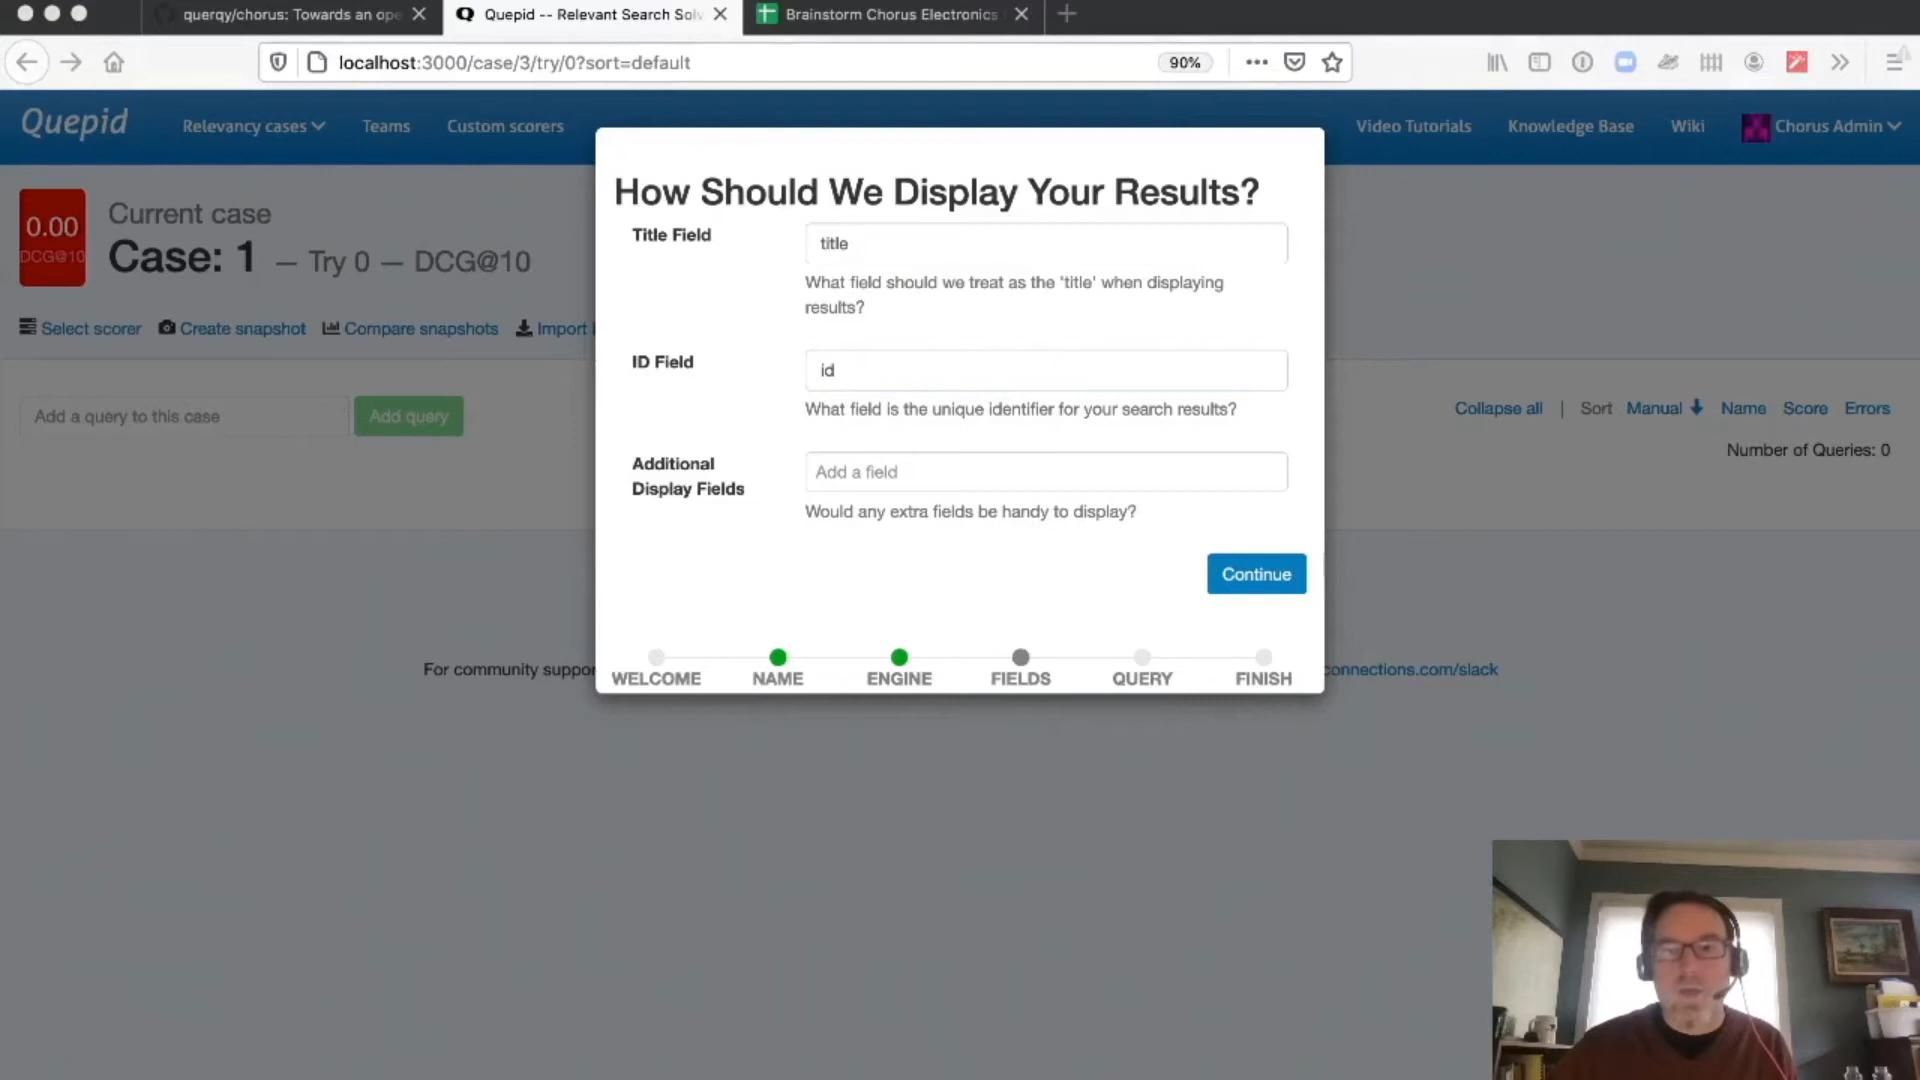 querqy/chorus: Towards an ope
Quepid -- Relevant Search Solv
Brainstorm Chorus Electronics
localhost:3000/case/3/try/0?sort=default
90%
Quepid
Relevancy cases
Teams
Custom scorers
Video Tutorials
Knowledge Base
Wiki
Chorus Admin
0.00
DCG@10
Current case
Case: 1 — Try 0 — DCG@10
Select scorer
Create snapshot
Compare snapshots
Import
Add a query to this case
Add query
Collapse all | Sort Manual Name Score Errors
Number of Queries: 0
How Should We Display Your Results?
Title Field
title
What field should we treat as the 'title' when displaying
results?
ID Field
id
What field is the unique identifier for your search results?
Additional
Display Fields
Add a field
Would any extra fields be handy to display?
Continue
WELCOME
NAME
ENGINE
FIELDS
QUERY
FINISH
For community suppor
connections.com/slack